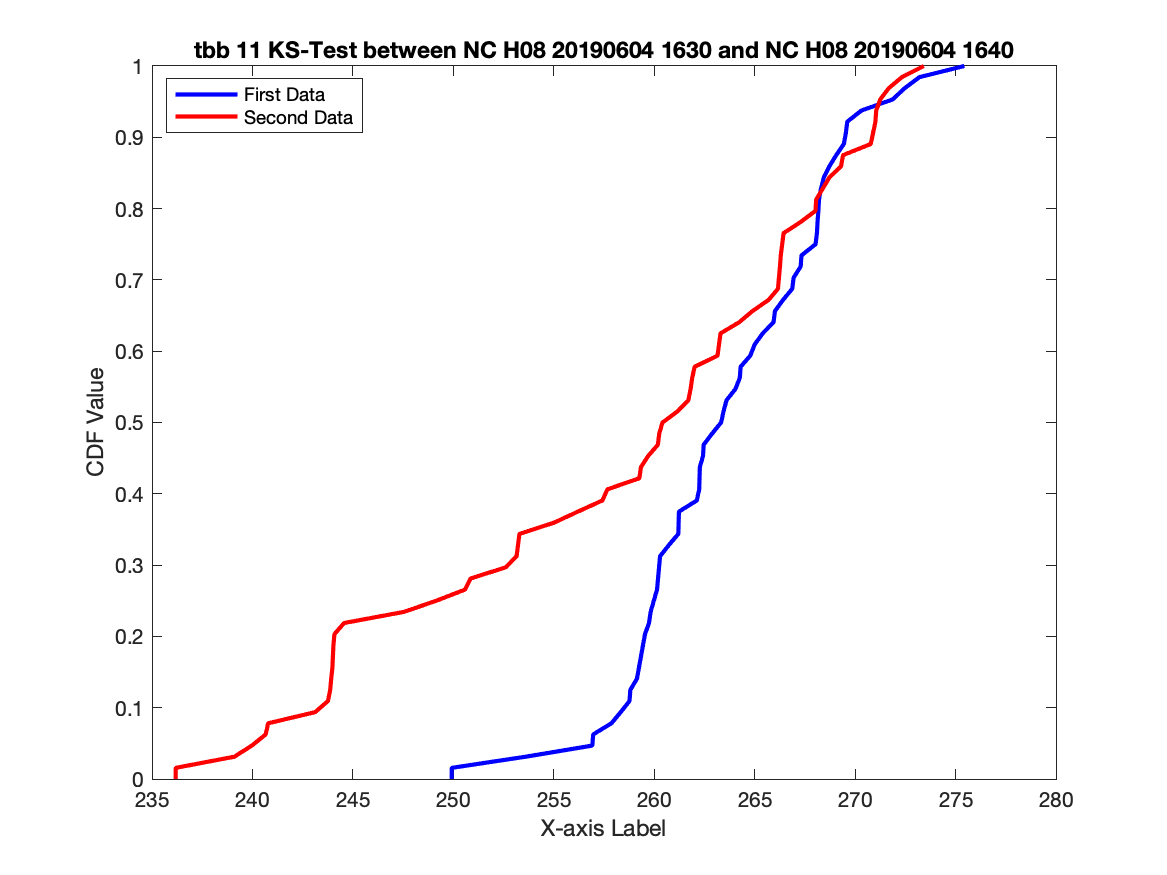 tbb 11 KS-Test between NC H08 20190604 1630 and NC H08 20190604 1640
First Data
Second Data
1
0.9
0.8
0.7
0.6
0.5
0.4
0.3
0.2
0.1
0
CDF Value
235 240 245 250 255 260 265 270 275 280
X-axis Label